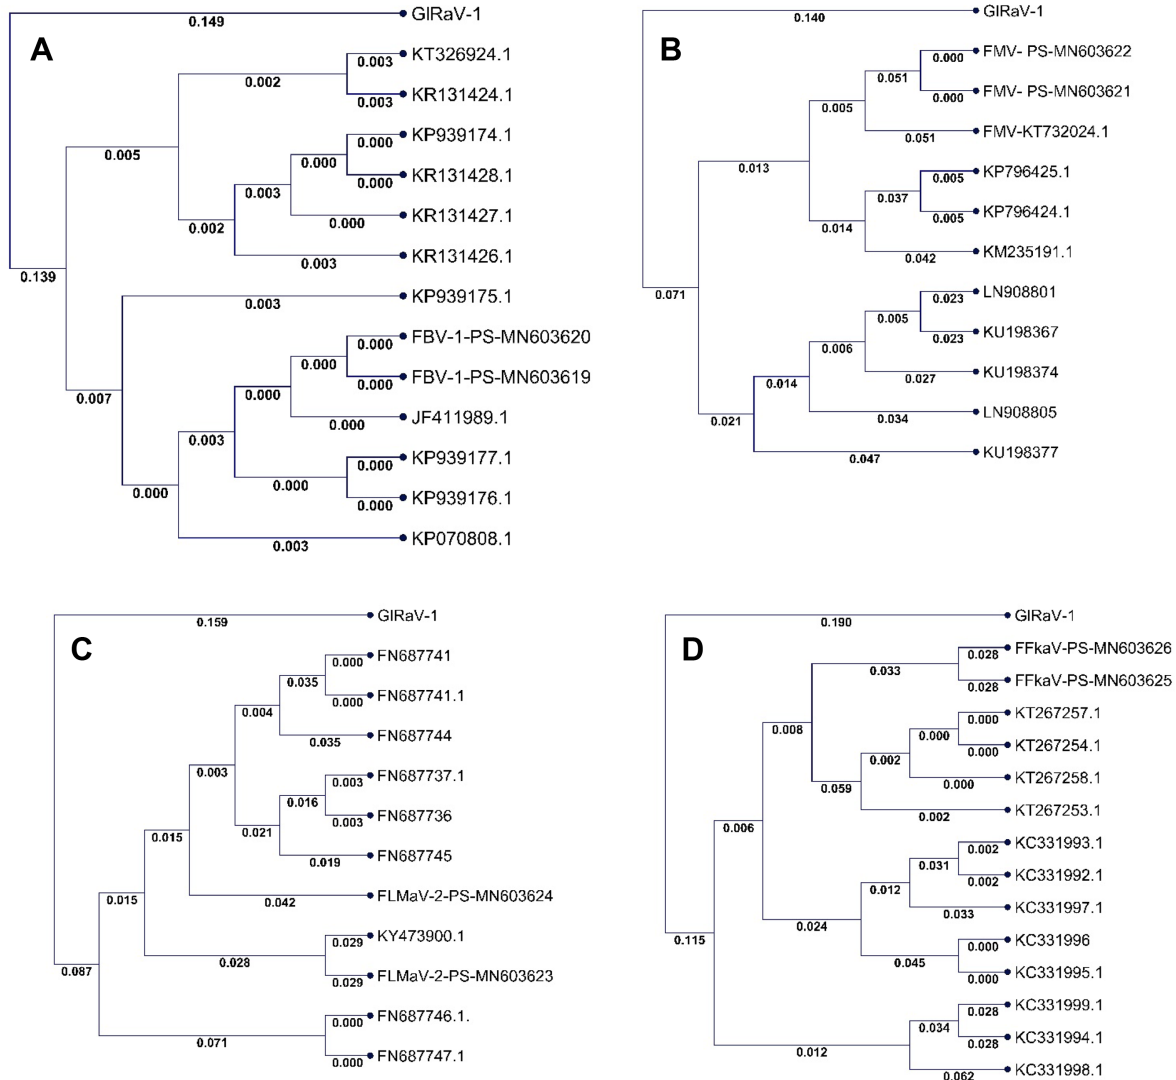 GlRaV-1
0.149
A
KT326924.1
0.003
0.002
KR131424.1
0.003
KP939174.1
0.000
0.005
0.000
KR131428.1
0.000
0.003
KR131427.1
0.000
0.002
KR131426.1
0.003
0.139
KP939175.1
0.003
FBV-1-PS-MN603620
0.000
0.000
FBV-1-PS-MN603619
0.000
0.000
0.007
JF411989.1
0.000
0.003
KP939177.1
0.000
0.000
KP939176.1
0.000
0.000
KP070808.1
0.003
GlRaV-1
0.140
B
FMV- PS-MN603622
0.000
0.051
FMV- PS-MN603621
0.000
0.005
FMV-KT732024.1
0.051
0.013
KP796425.1
0.005
0.037
KP796424.1
0.005
0.014
KM235191.1
0.042
0.071
LN908801
0.023
0.005
KU198367
0.023
0.006
KU198374
0.027
0.014
LN908805
0.034
0.021
KU198377
0.047
GlRaV-1
0.159
C
FN687741
0.000
0.035
FN687741.1
0.000
0.004
FN687744
0.035
0.003
FN687737.1
0.003
0.016
FN687736
0.003
0.021
0.015
FN687745
0.019
FLMaV-2-PS-MN603624
0.042
0.015
KY473900.1
0.029
0.028
0.087
FLMaV-2-PS-MN603623
0.029
FN687746.1.
0.000
0.071
FN687747.1
0.000
GlRaV-1
0.190
D
FFkaV-PS-MN603626
0.028
0.033
FFkaV-PS-MN603625
0.028
0.008
KT267257.1
0.000
0.000
KT267254.1
0.000
0.002
KT267258.1
0.000
0.059
KT267253.1
0.002
0.006
KC331993.1
0.002
0.031
KC331992.1
0.002
0.012
KC331997.1
0.033
0.024
KC331996
0.000
0.115
0.045
KC331995.1
0.000
KC331999.1
0.028
0.034
KC331994.1
0.028
0.012
KC331998.1
0.062